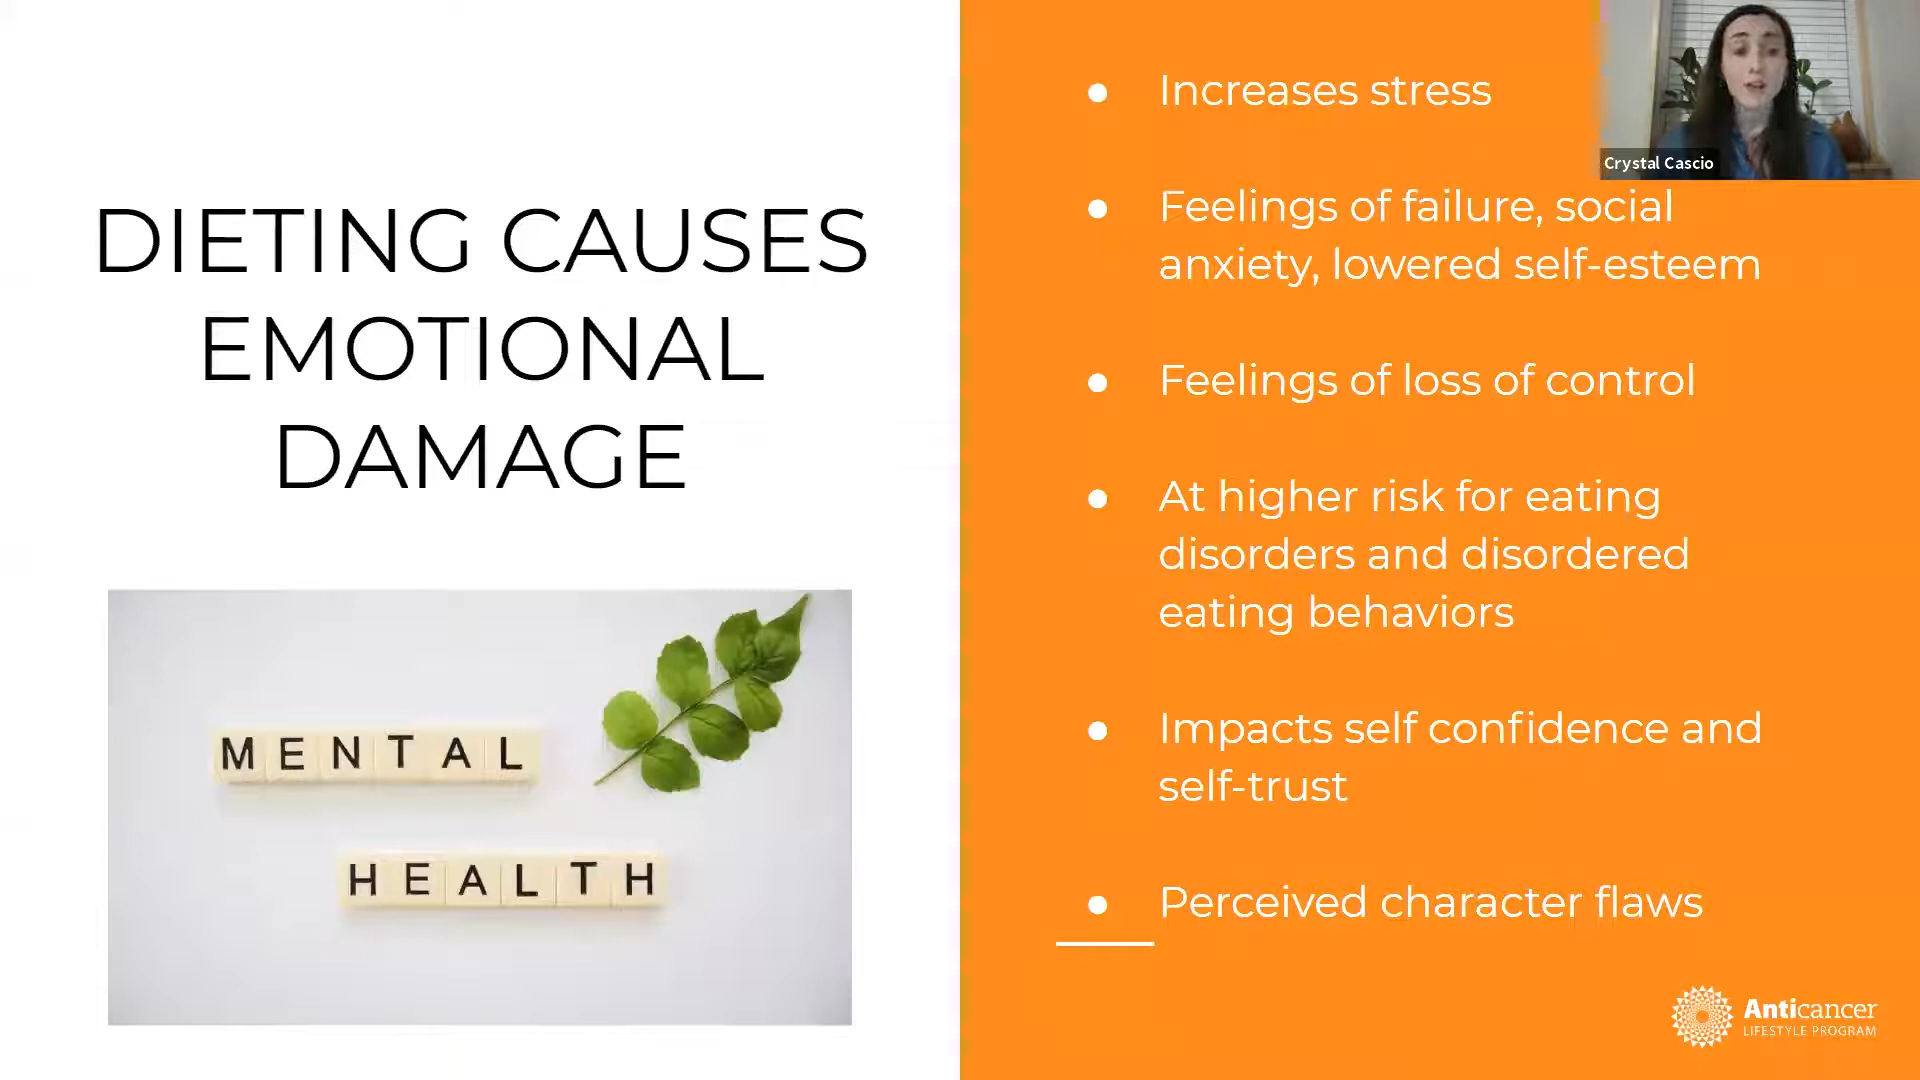 DIETING CAUSES
EMOTIONAL
DAMAGE
MENTAL
HEALTH
● Increases stress
● Feelings of failure, social
anxiety, lowered self-esteem
● Feelings of loss of control
● At higher risk for eating
disorders and disordered
eating behaviors
● Impacts self confidence and
self-trust
● Perceived character flaws
Crystal Cascio
Anticancer
LIFESTYLE PROGRAM